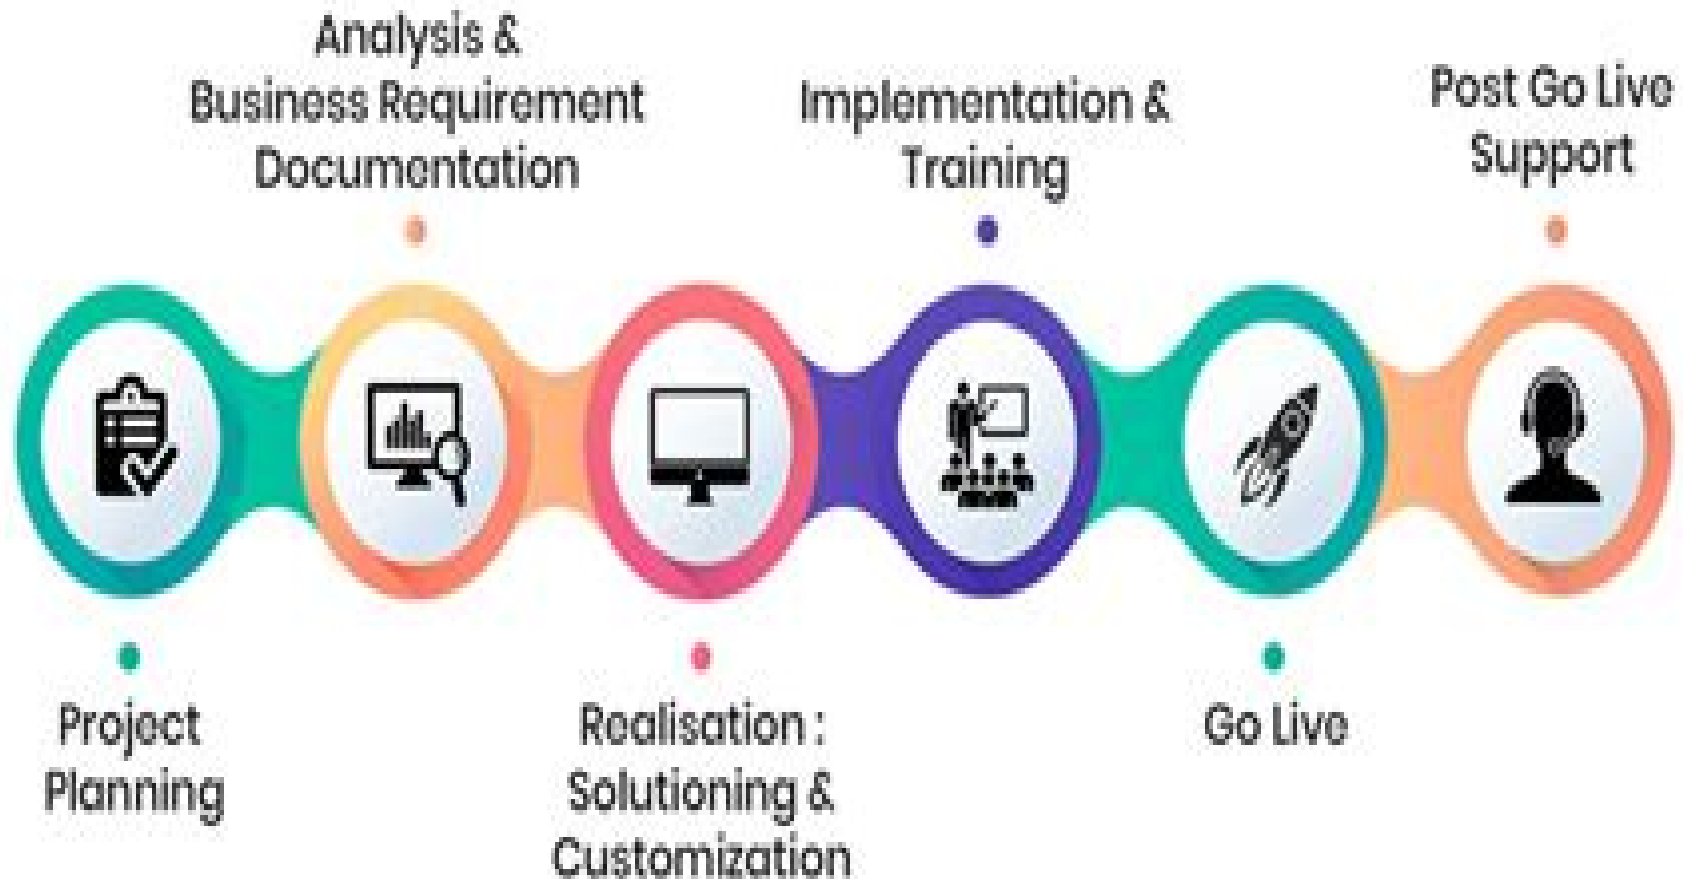 Project
Planning
Analysis &
Business Requirement
Documentation
Realisation :
Solutioning &
Customization
Implementation &
Training
Go Live
Post Go Live
Support